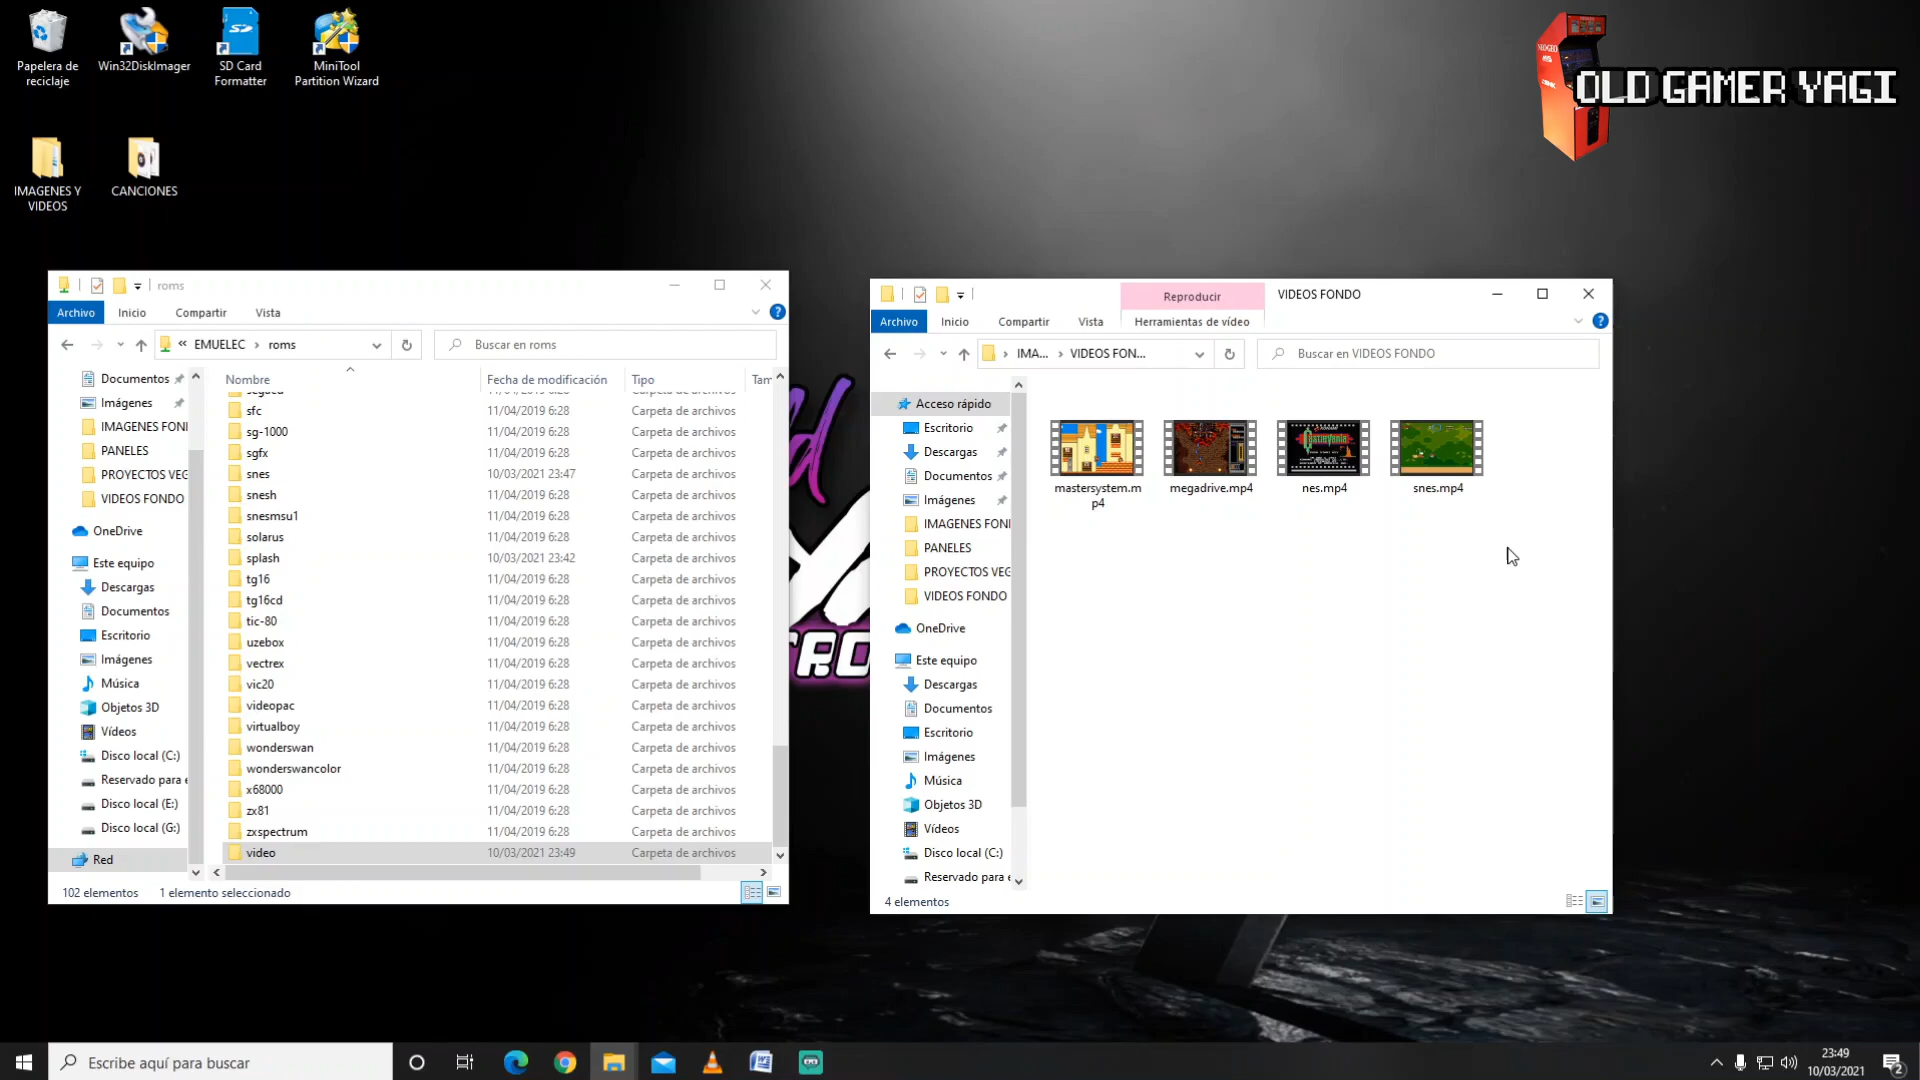 Papelera de
reciclaje
Win32DiskImager
SD Card
Formatter
MiniTool
Partition Wizard
IMAGENES Y
VIDEOS
CANCIONES
NEOGEO
OLD GAMER YAGI
roms
Archivo Inicio Compartir Vista
« EMUELEC › roms
Buscar en roms
Nombre Fecha de modificación Tipo Tam
Documentos
Imágenes
IMAGENES FONI
PANELES
PROYECTOS VEG
VIDEOS FONDO
OneDrive
Este equipo
Descargas
Documentos
Escritorio
Imágenes
Música
Objetos 3D
Vídeos
Disco local (C:)
Reservado para e
Disco local (E:)
Disco local (G:)
Red
sfc 11/04/2019 6:28 Carpeta de archivos
sg-1000 11/04/2019 6:28 Carpeta de archivos
sgfx 11/04/2019 6:28 Carpeta de archivos
snes 10/03/2021 23:47 Carpeta de archivos
snesh 11/04/2019 6:28 Carpeta de archivos
snesmsu1 11/04/2019 6:28 Carpeta de archivos
solarus 11/04/2019 6:28 Carpeta de archivos
splash 10/03/2021 23:42 Carpeta de archivos
tg16 11/04/2019 6:28 Carpeta de archivos
tg16cd 11/04/2019 6:28 Carpeta de archivos
tic-80 11/04/2019 6:28 Carpeta de archivos
uzebox 11/04/2019 6:28 Carpeta de archivos
vectrex 11/04/2019 6:28 Carpeta de archivos
vic20 11/04/2019 6:28 Carpeta de archivos
videopac 11/04/2019 6:28 Carpeta de archivos
virtualboy 11/04/2019 6:28 Carpeta de archivos
wonderswan 11/04/2019 6:28 Carpeta de archivos
wonderswancolor 11/04/2019 6:28 Carpeta de archivos
x68000 11/04/2019 6:28 Carpeta de archivos
zx81 11/04/2019 6:28 Carpeta de archivos
zxspectrum 11/04/2019 6:28 Carpeta de archivos
video 10/03/2021 23:49 Carpeta de archivos
102 elementos 1 elemento seleccionado
Reproducir VIDEOS FONDO
Archivo Inicio Compartir Vista Herramientas de vídeo
› IMA... › VIDEOS FON...
Buscar en VIDEOS FONDO
Acceso rápido
Escritorio
Descargas
Documentos
Imágenes
IMAGENES FONI
PANELES
PROYECTOS VEG
VIDEOS FONDO
OneDrive
Este equipo
Descargas
Documentos
Escritorio
Imágenes
Música
Objetos 3D
Vídeos
Disco local (C:)
Reservado para e
Castlevania
mastersystem.m
p4
megadrive.mp4
nes.mp4
snes.mp4
4 elementos
Escribe aquí para buscar
23:49
10/03/2021
2